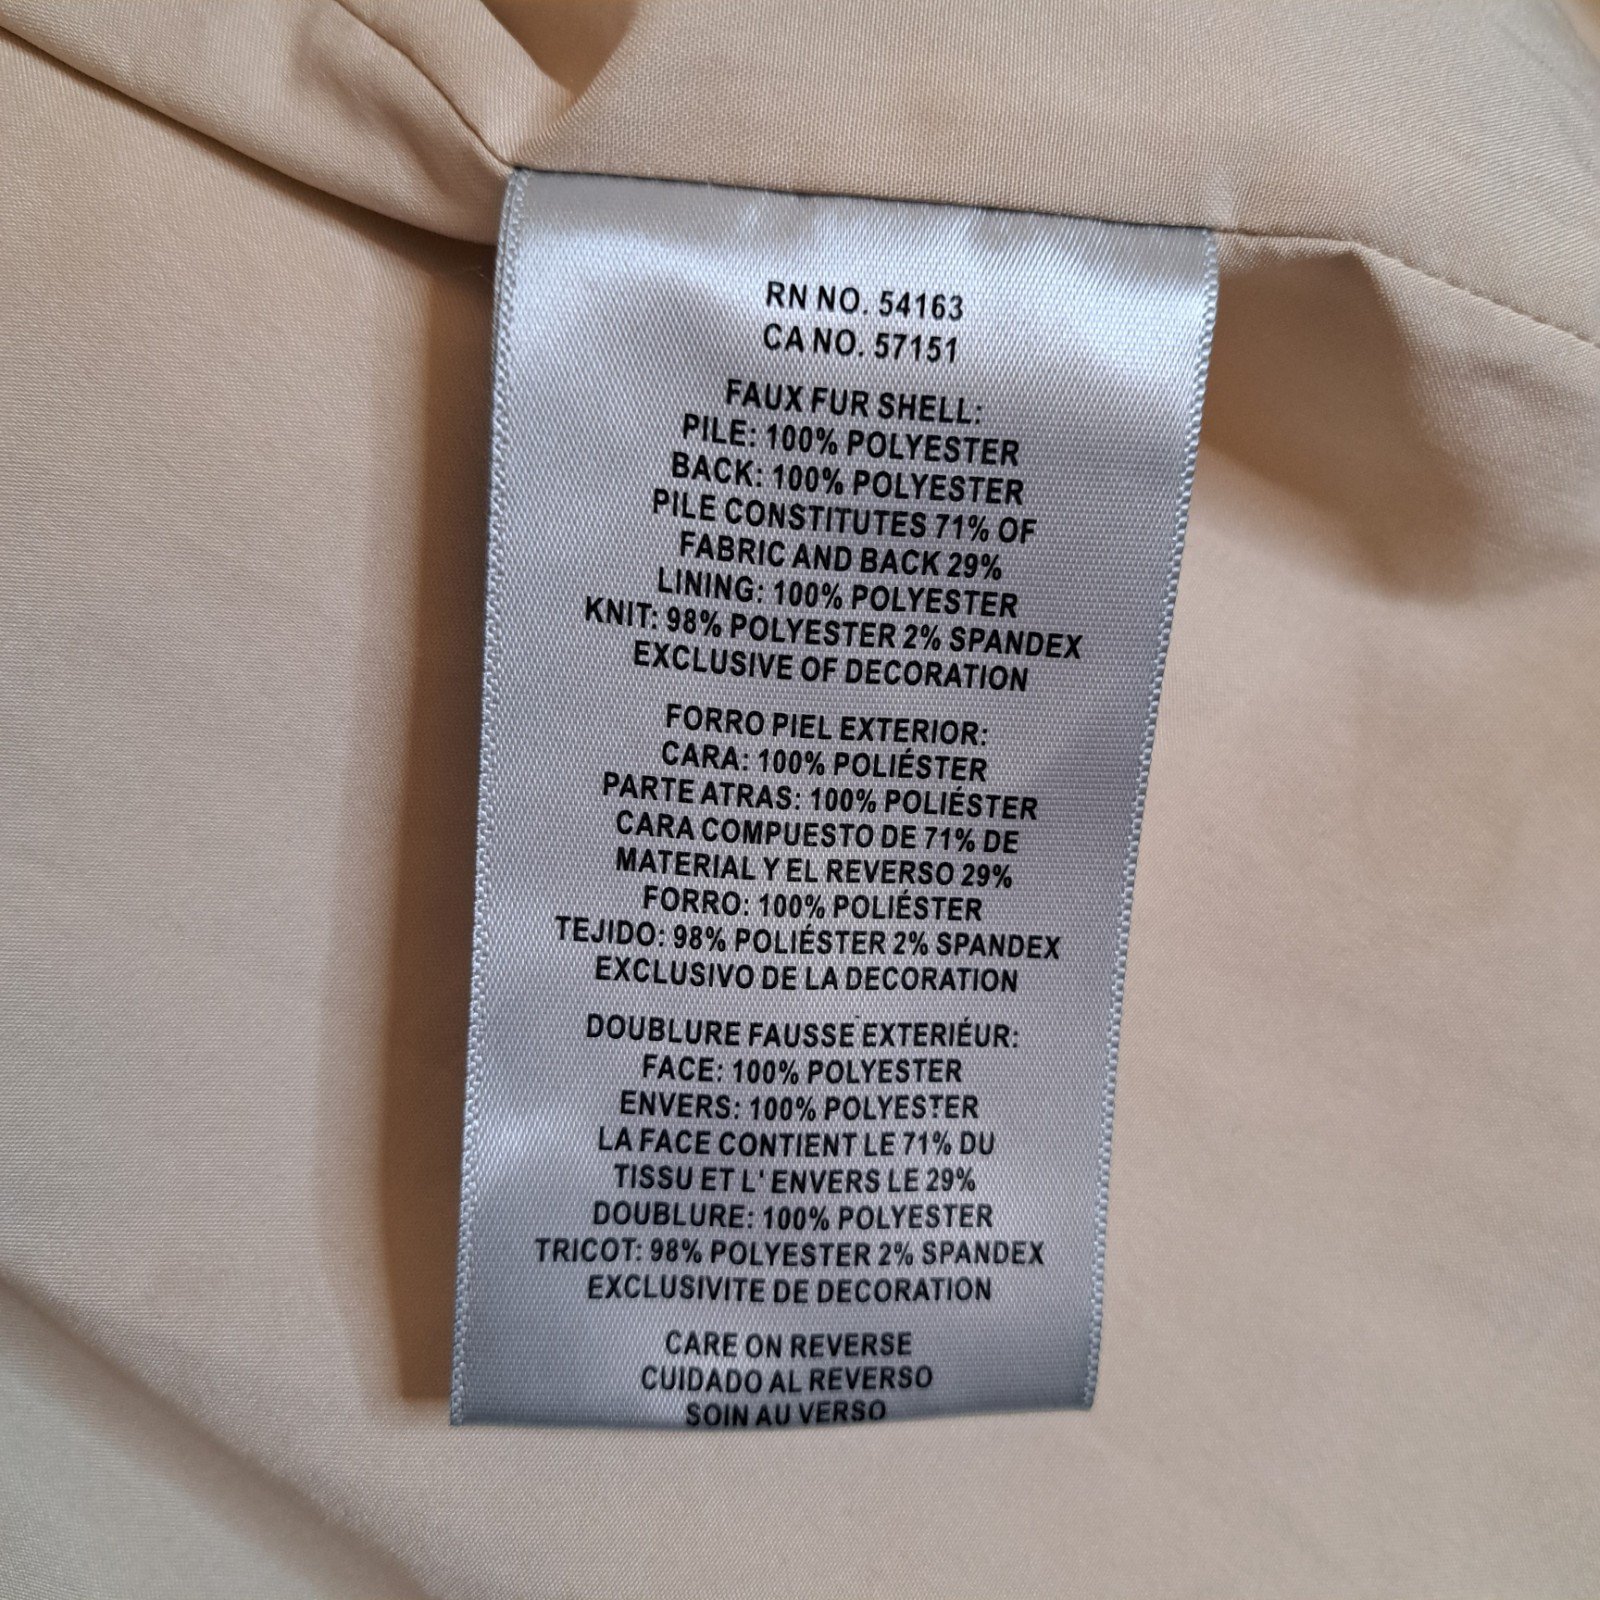 RN NO. 54163
CA NO. 57151
FAUX FUR SHELL:
PILE: 100% POLYESTER
BACK: 100% POLYESTER
PILE CONSTITUTES 71% OF
FABRIC AND BACK 29%
LINING: 100% POLYESTER
KNIT: 98% POLYESTER 2% SPANDEX
EXCLUSIVE OF DECORATION
FORRO PIEL EXTERIOR:
CARA: 100% POLIÉSTER
PARTE ATRAS: 100% POLIÉSTER
CARA COMPUESTO DE 71% DE
MATERIAL Y EL REVERSO 29%
FORRO: 100% POLIÉSTER
TEJIDO: 98% POLIÉSTER 2% SPANDEX
EXCLUSIVO DE LA DECORATION
DOUBLURE FAUSSE EXTERIÉUR:
FACE: 100% POLYESTER
ENVERS: 100% POLYESTER
LA FACE CONTIENT LE 71% DU
TISSU ET L' ENVERS LE 29%
DOUBLURE: 100% POLYESTER
TRICOT: 98% POLYESTER 2% SPANDEX
EXCLUSIVITE DE DECORATION
CARE ON REVERSE
CUIDADO AL REVERSO
SOIN AU VERSO